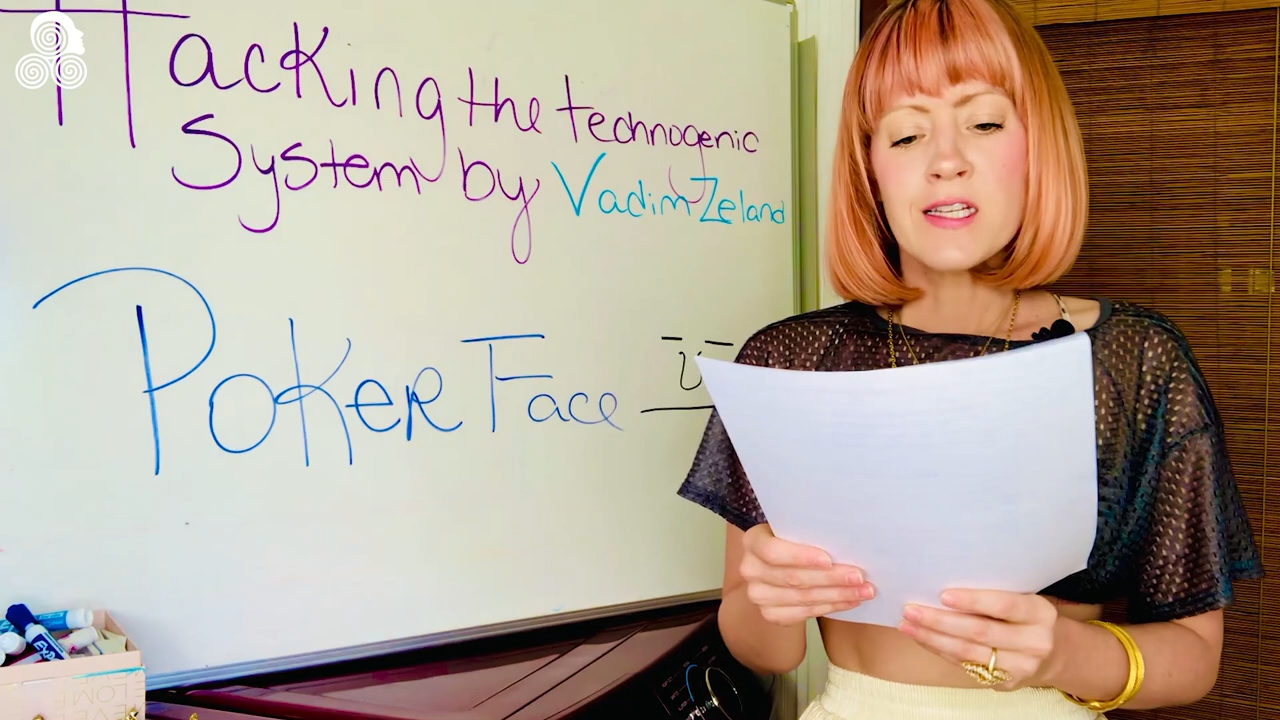 Hacking the technogenic
System by Vadim Zeland
Poker Face